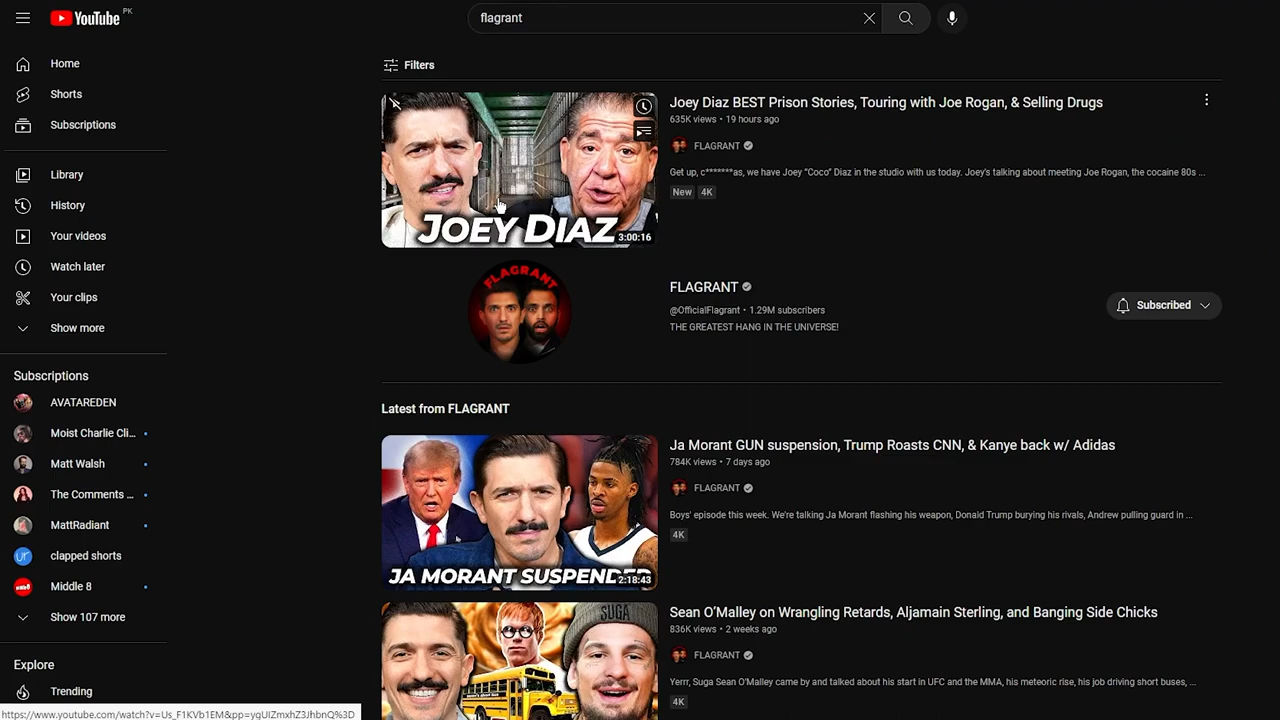 YouTube PK
flagrant
Home
Shorts
Subscriptions
Library
History
Your videos
Watch later
Your clips
Show more
Subscriptions
AVATAREDEN
Moist Charlie Cli...
Matt Walsh
The Comments ...
MattRadiant
clapped shorts
Middle 8
Show 107 more
Explore
Trending
https://www.youtube.com/watch?v=Us_F1KVb1EM&pp=ygUIZmxhZ3JhbnQ%3D
Filters
JOEY DIAZ
3:00:16
Joey Diaz BEST Prison Stories, Touring with Joe Rogan, & Selling Drugs
635K views • 19 hours ago
FLAGRANT
Get up, c*******as, we have Joey “Coco” Diaz in the studio with us today. Joey's talking about meeting Joe Rogan, the cocaine 80s ...
New 4K
FLAGRANT
FLAGRANT
@OfficialFlagrant • 1.29M subscribers
THE GREATEST HANG IN THE UNIVERSE!
Subscribed
Latest from FLAGRANT
JA MORANT SUSPENDED
2:18:43
Ja Morant GUN suspension, Trump Roasts CNN, & Kanye back w/ Adidas
784K views • 7 days ago
FLAGRANT
Boys' episode this week. We're talking Ja Morant flashing his weapon, Donald Trump burying his rivals, Andrew pulling guard in ...
4K
SUGA
Sean O’Malley on Wrangling Retards, Aljamain Sterling, and Banging Side Chicks
836K views • 2 weeks ago
FLAGRANT
Yerrr, Suga Sean O'Malley came by and talked about his start in UFC and the MMA, his meteoric rise, his job driving short buses, ...
4K